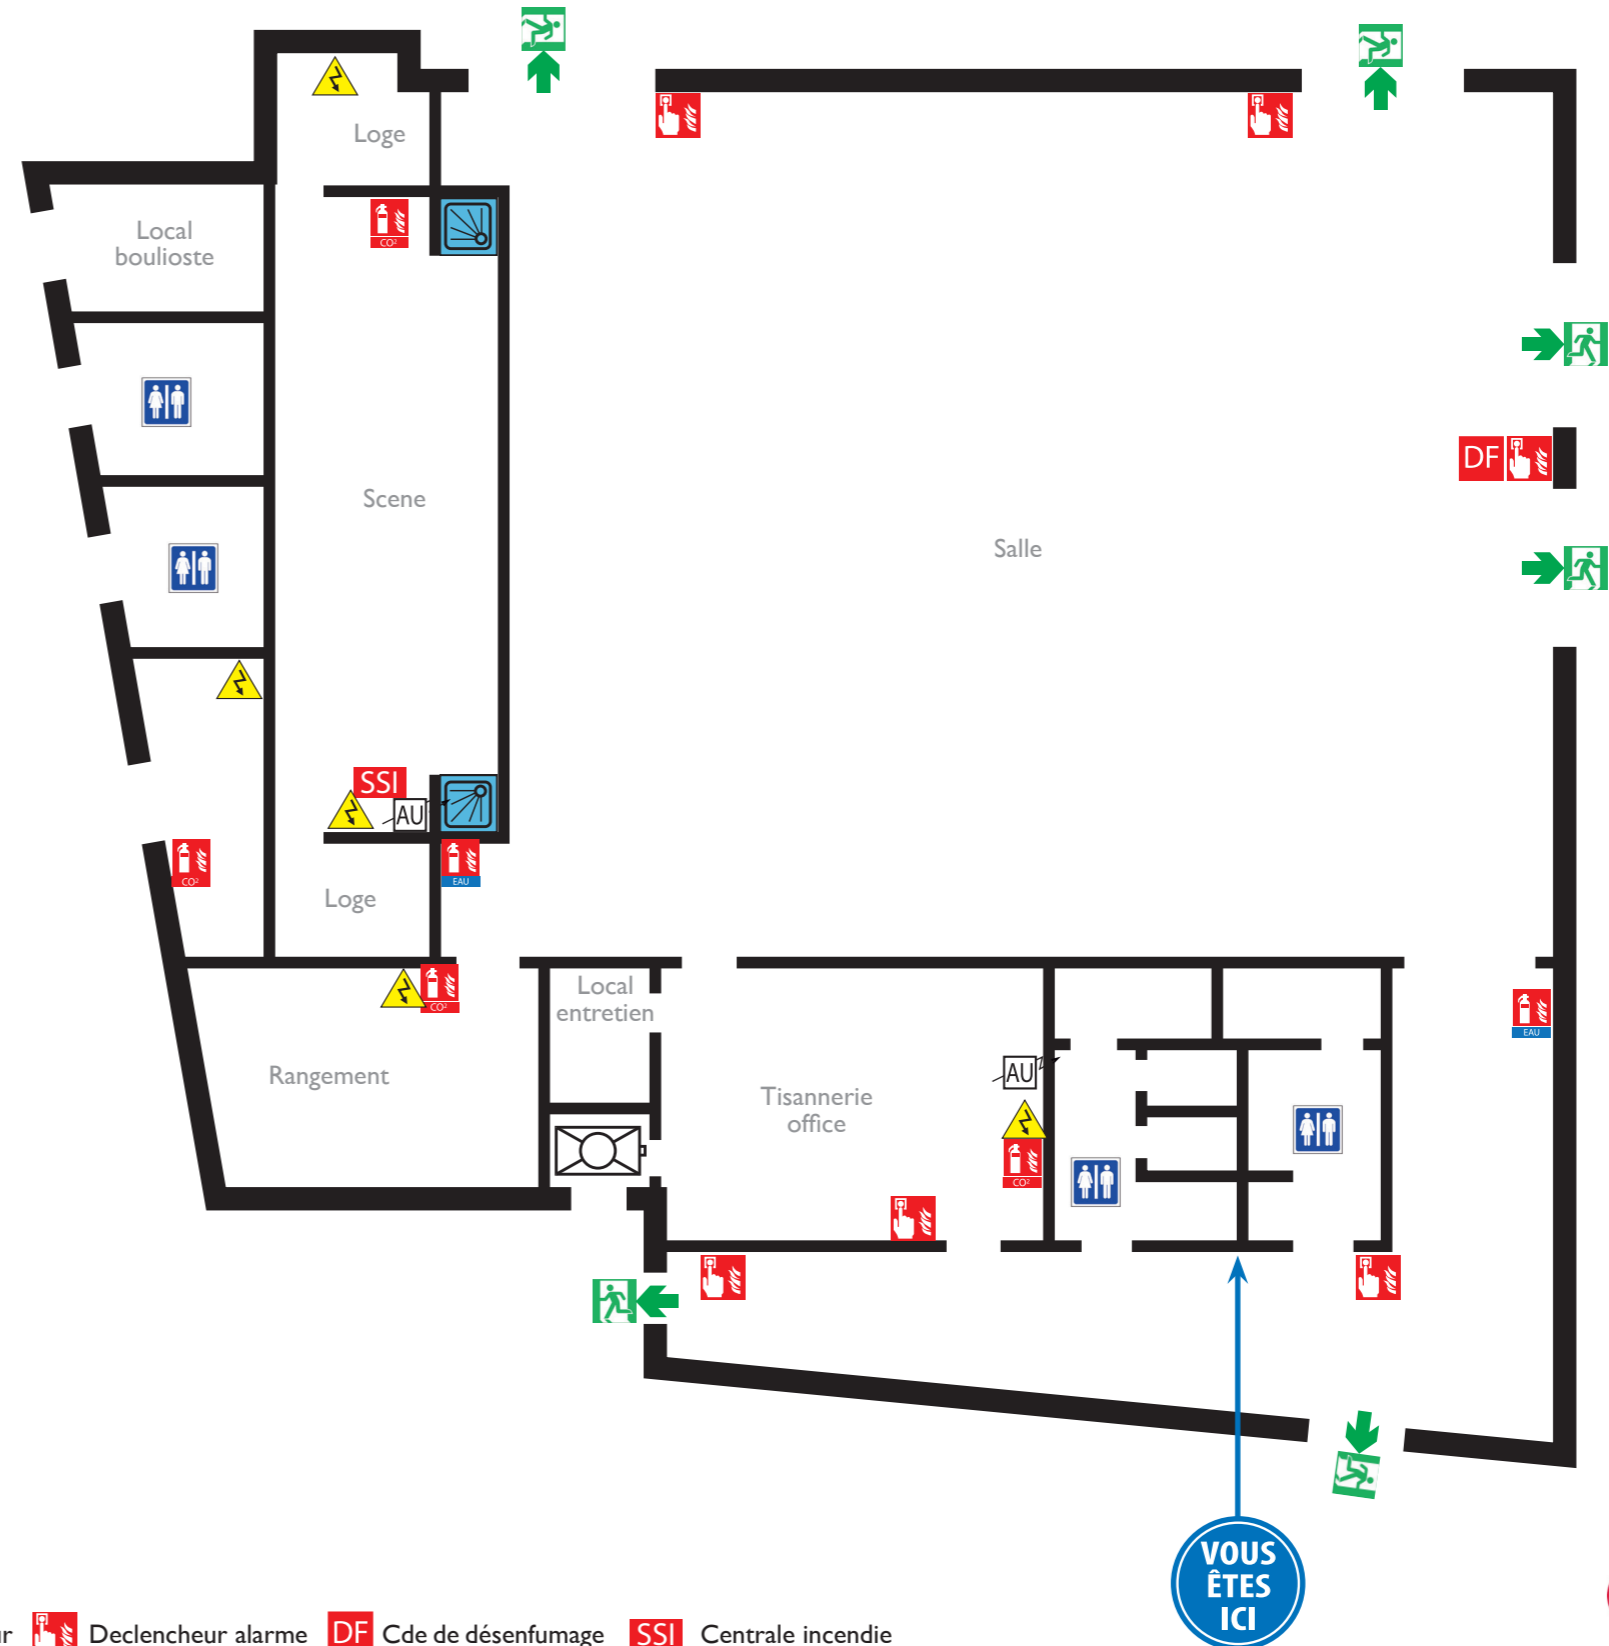 Loge
Local
boulioste
CO²
DF
Scene
Salle
SSI
AU
EAU
CO²
Loge
CO²
Local
entretien
EAU
Rangement
AU
Tisannerie
office
CO²
VOUS
ÊTES
ICI
Declencheur alarme
DF Cde de désenfumage
SSI Centrale incendie